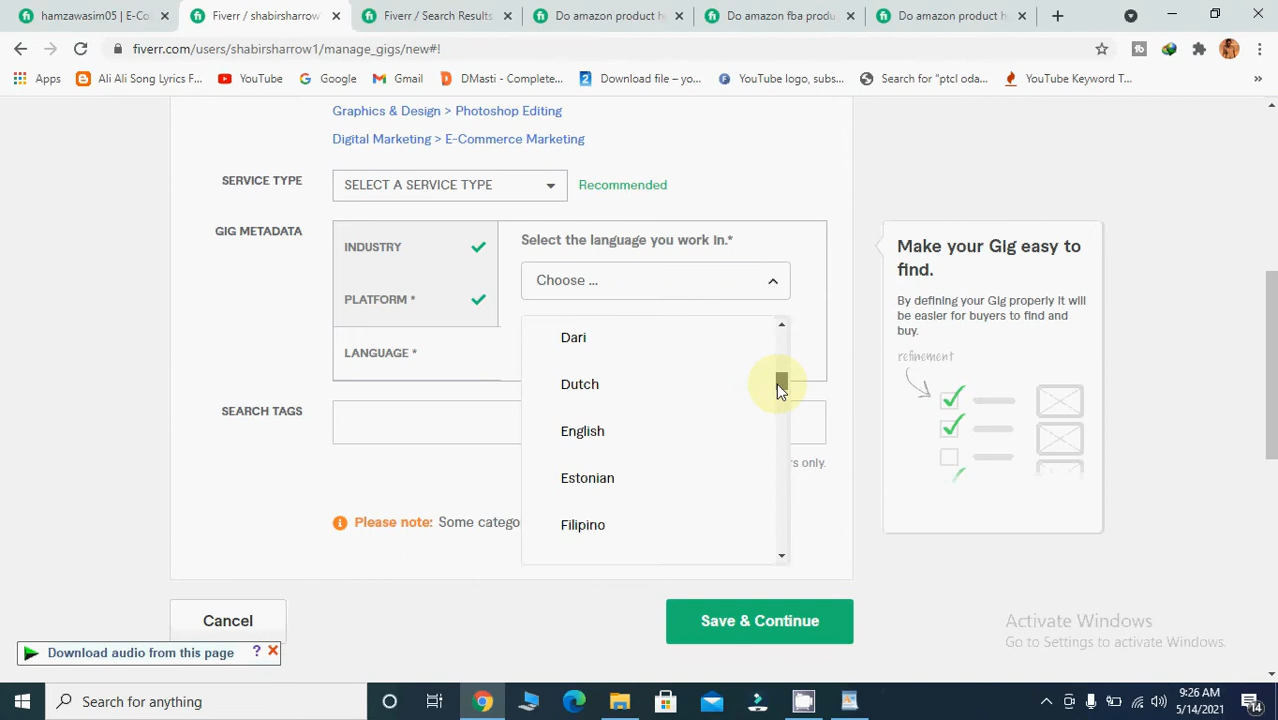 hamzawasim05 | E-Co
Fiverr / shabirsharrow
Fiverr / Search Results
Do amazon product h
Do amazon fba produ
Do amazon product h
fiverr.com/users/shabirsharrow1/manage_gigs/new#!
Apps
Ali Ali Song Lyrics F...
YouTube
Google
Gmail
DMasti - Complete...
Download file – yo...
YouTube logo, subs...
Search for "ptcl oda...
YouTube Keyword T...
»
Graphics & Design > Photoshop Editing
Digital Marketing > E-Commerce Marketing
SERVICE TYPE
SELECT A SERVICE TYPE
Recommended
GIG METADATA
INDUSTRY
PLATFORM *
LANGUAGE *
Select the language you work in.*
Choose ...
Dari
Dutch
English
Estonian
Filipino
SEARCH TAGS
rs only.
Please note: Some catego
Make your Gig easy to
find.
By defining your Gig properly it will
be easier for buyers to find and
buy.
refinement
Cancel
Save & Continue
Activate Windows
Go to Settings to activate Windows.
Download audio from this page
?
Search for anything
9:26 AM
5/14/2021
14